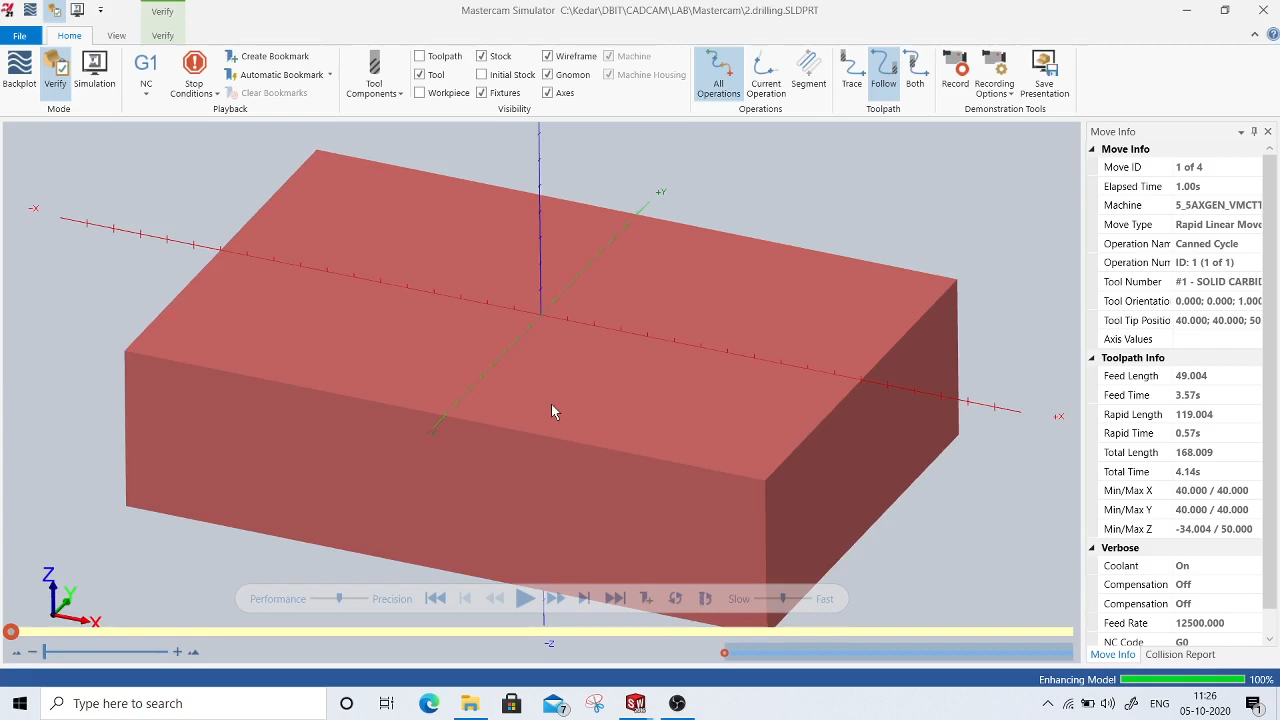 Verify
Mastercam Simulator C:\Kedar\DBIT\CADCAM\LAB\Mastercam\2.drilling.SLDPRT
File
Home
View
Verify
Backplot
Verify
Simulation
Mode
G1
NC
Stop
Conditions
Create Bookmark
Automatic Bookmark
Clear Bookmarks
Playback
Tool
Components
Toolpath
Tool
Workpiece
Stock
Initial Stock
Fixtures
Wireframe
Gnomon
Axes
Machine
Machine Housing
Visibility
All
Operations
Current
Operation
Segment
Operations
Trace
Follow
Both
Toolpath
Record
Recording
Options
Save
Presentation
Demonstration Tools
-X
+Y
+X
-Z
Z
Y
X
Performance
Precision
Slow
Fast
Move Info
Move Info
Move ID 1 of 4
Elapsed Time 1.00s
Machine 5_5AXGEN_VMCTT
Move Type Rapid Linear Move
Operation Nam Canned Cycle
Operation Num ID: 1 (1 of 1)
Tool Number #1 - SOLID CARBID
Tool Orientatio 0.000; 0.000; 1.000
Tool Tip Positio 40.000; 40.000; 50
Axis Values
Toolpath Info
Feed Length 49.004
Feed Time 3.57s
Rapid Length 119.004
Rapid Time 0.57s
Total Length 168.009
Total Time 4.14s
Min/Max X 40.000 / 40.000
Min/Max Y 40.000 / 40.000
Min/Max Z -34.004 / 50.000
Verbose
Coolant On
Compensation Off
Compensation Off
Feed Rate 12500.000
NC Code G0
Move Info
Collision Report
Enhancing Model 100%
Type here to search
7
SW
ENG
11:26
05-10-2020
1